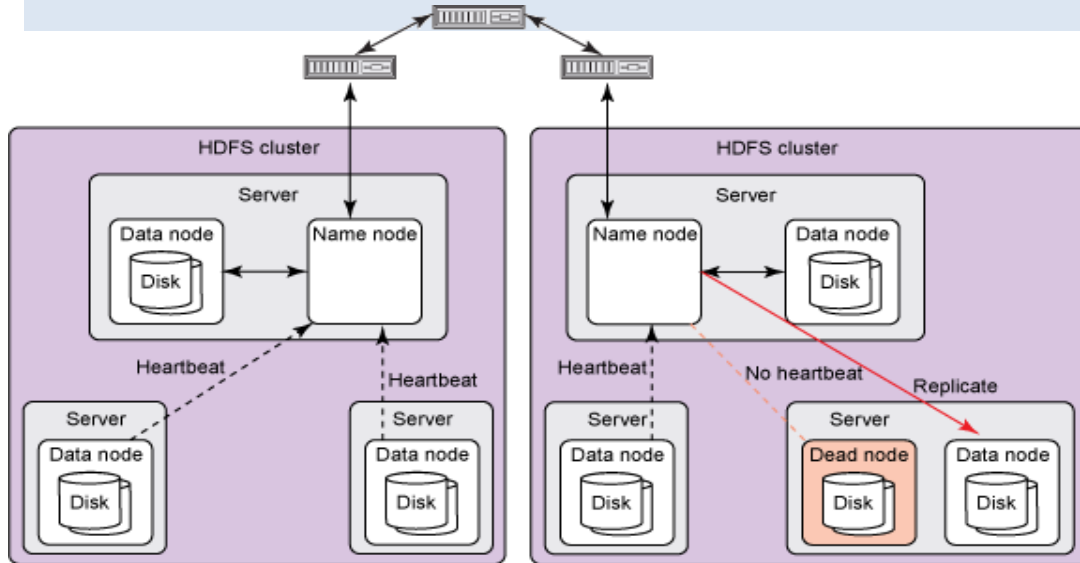 HDFS cluster
Server
Data node
Disk
Name node
Heartbeat
Heartbeat
Server
Data node
Disk
Server
Data node
Disk
HDFS cluster
Server
Name node
Data node
Disk
Heartbeat
No heartbeat
Replicate
Server
Data node
Disk
Server
Dead node
Disk
Data node
Disk